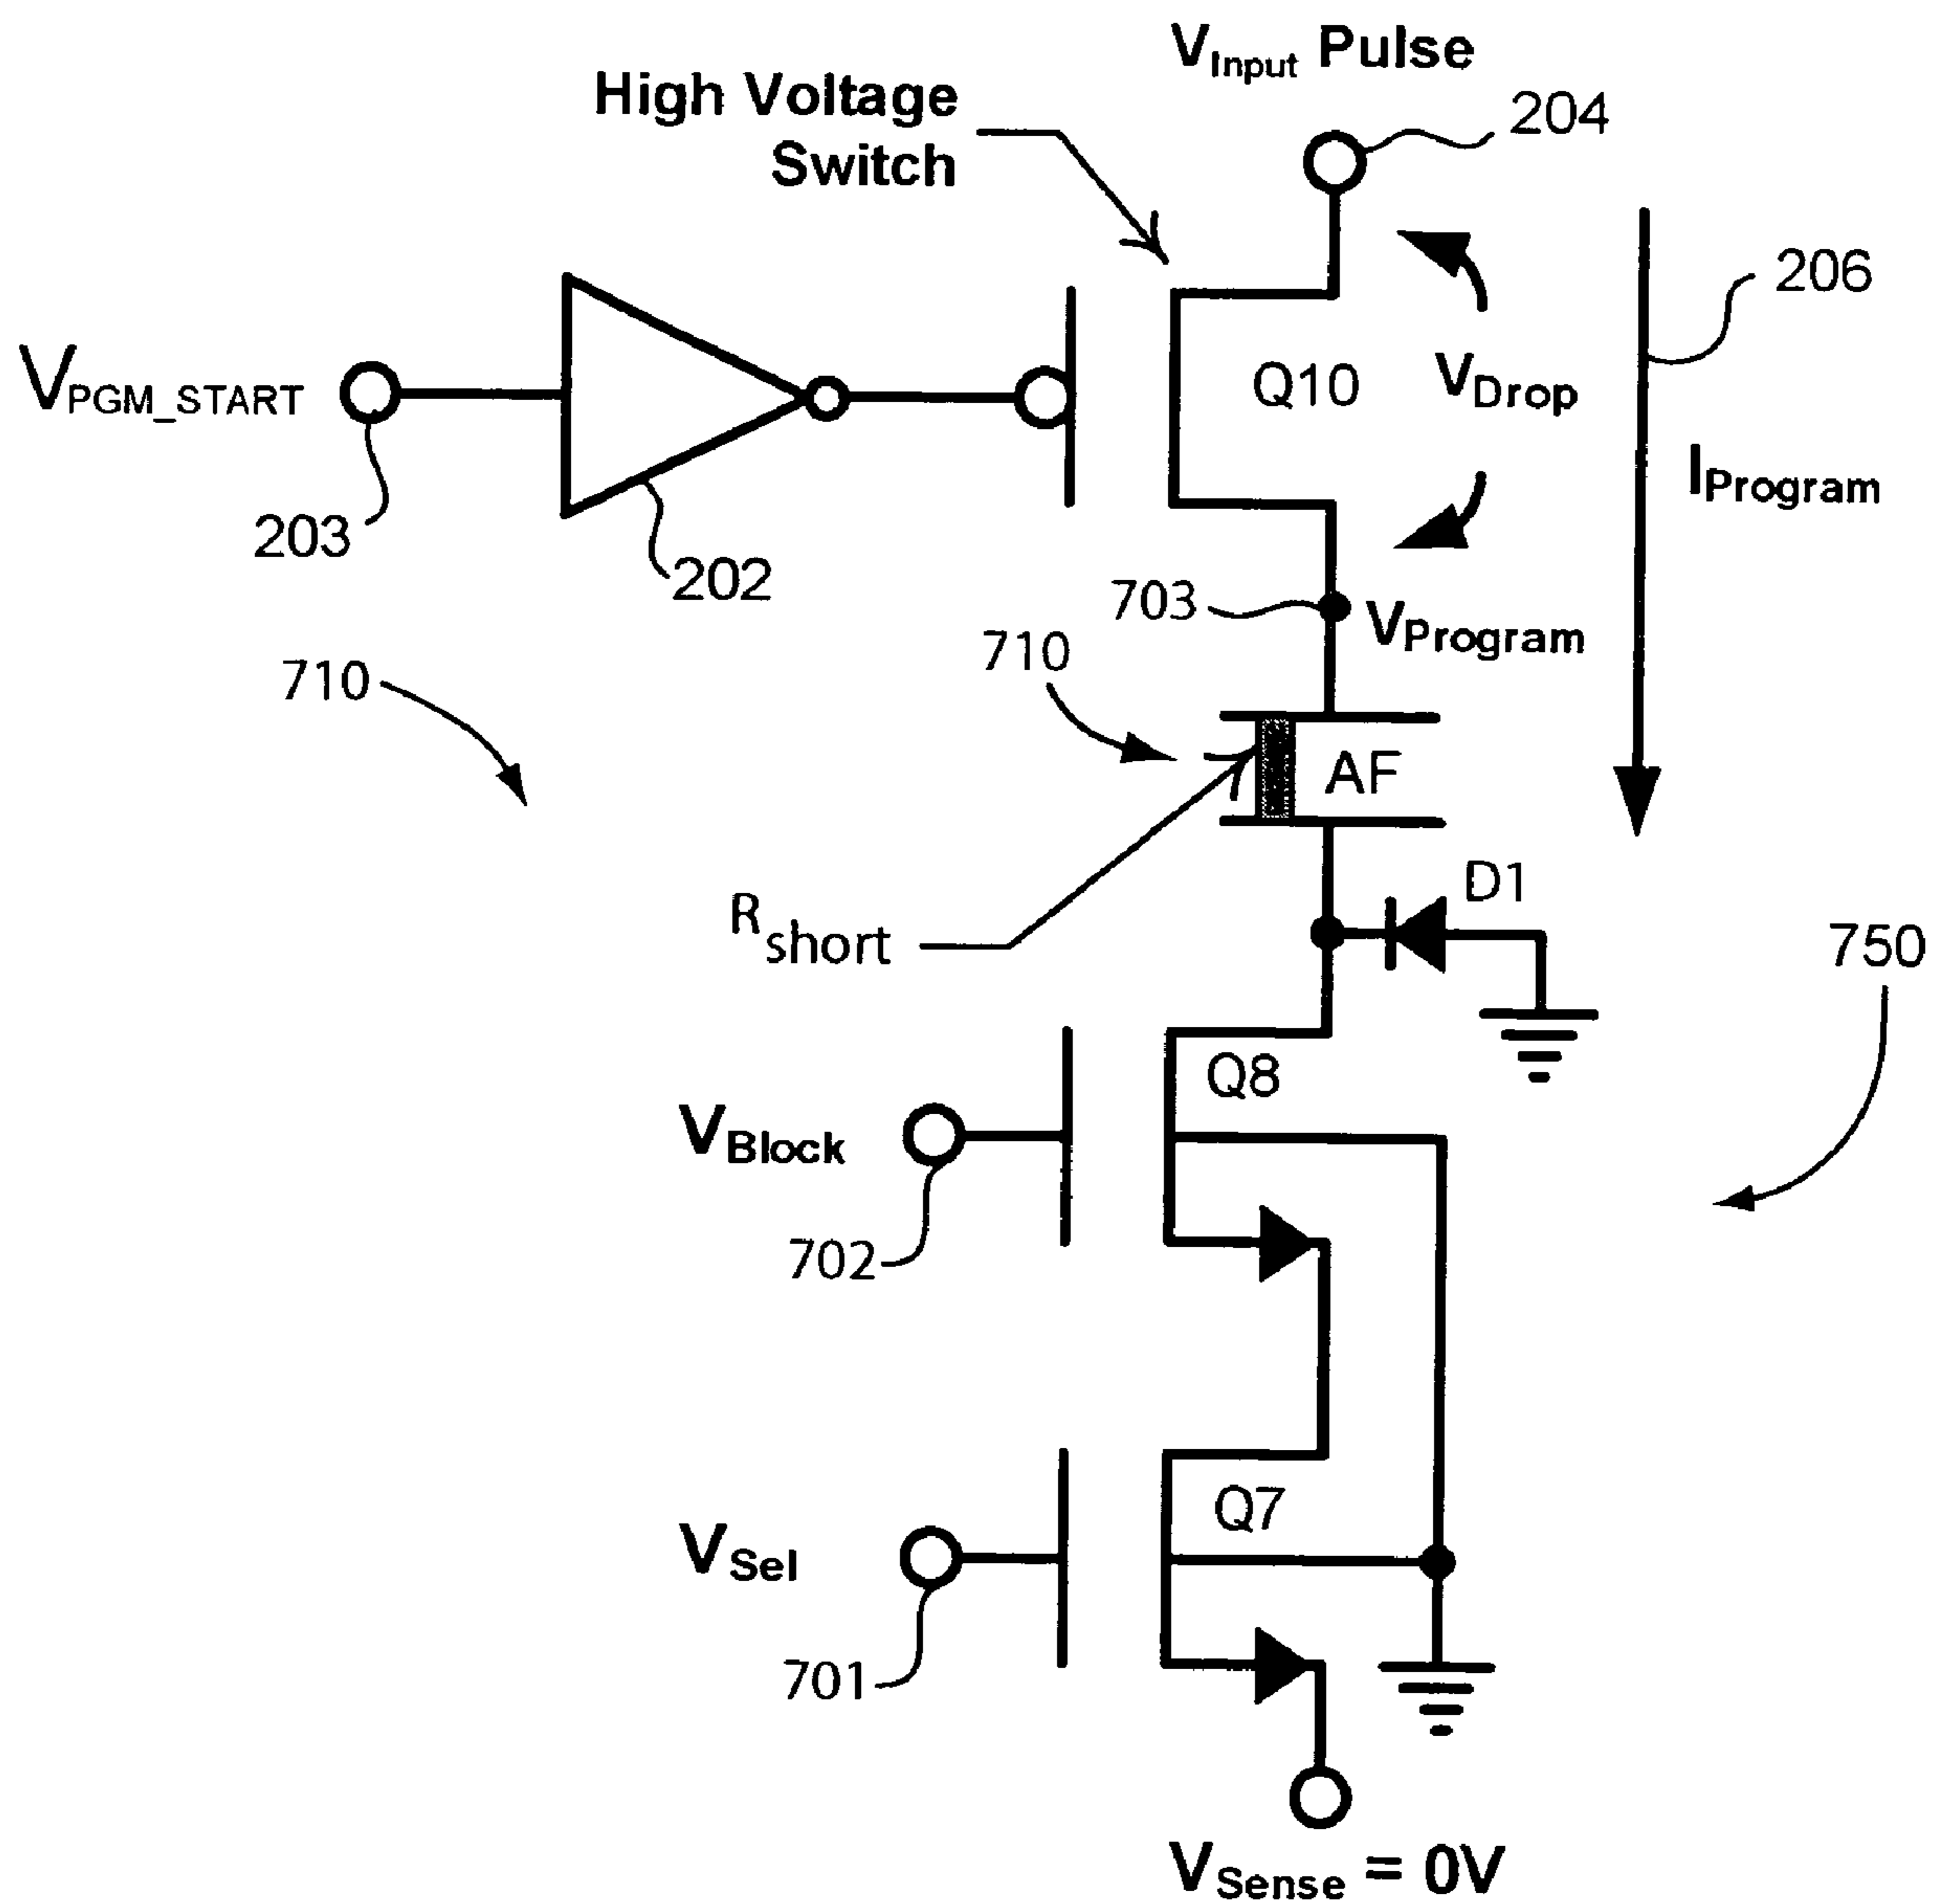 V_Input Pulse
High Voltage
Switch
204
206
V_PGM_START
Q10
V_Drop
I_Program
203
202
703
V_Program
710
710
AF
D1
R_short
750
Q8
V_Block
702
Q7
V_Sel
701
V_Sense = 0V